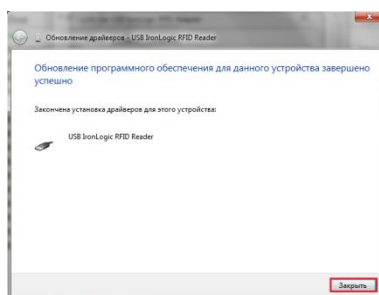 Обновление драйверов - USB IronLogic RFID Reader
Обновление программного обеспечения для данного устройства завершено
успешно
Закончена установка драйверов для этого устройства:
USB IronLogic RFID Reader
Закрыть